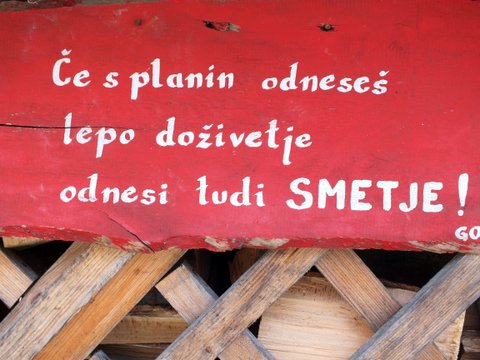 Če s planin odneseš
lepo doživetje
odnesi tudi SMETJE!